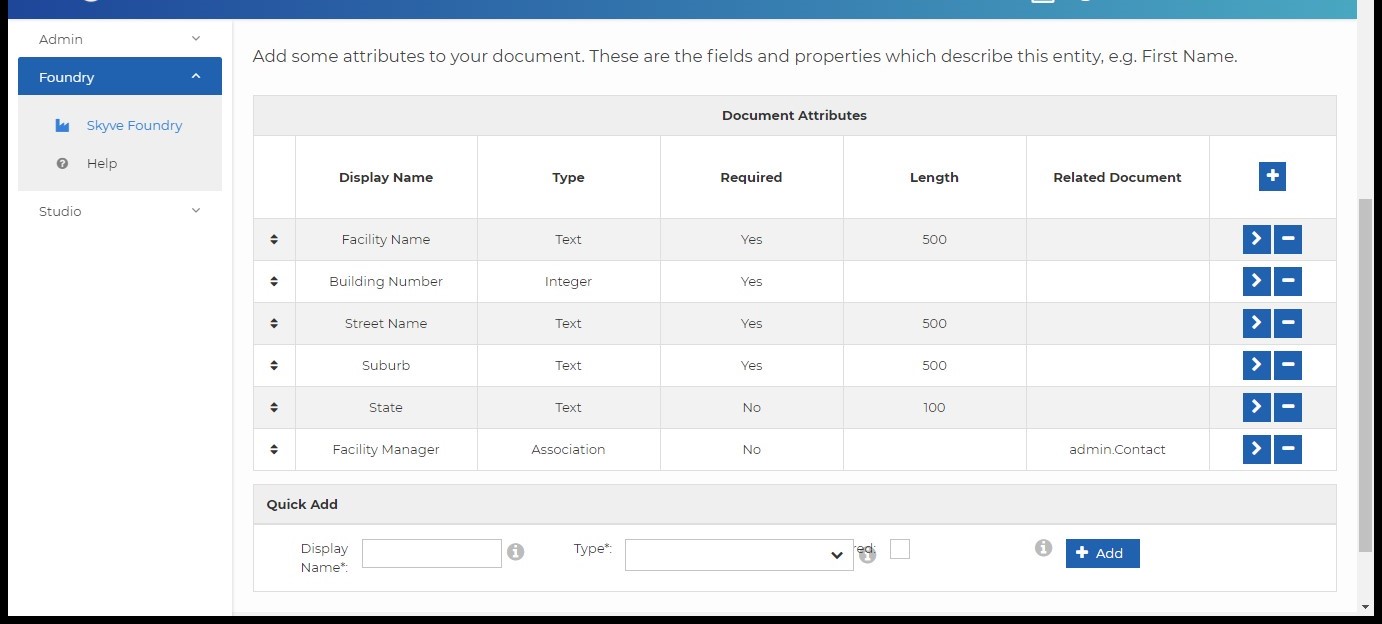 Admin
Foundry
Skyve Foundry
Help
Studio
Add some attributes to your document. These are the fields and properties which describe this entity, e.g. First Name.
Document Attributes
Display Name Type Required Length Related Document
Facility Name Text Yes 500
Building Number Integer Yes
Street Name Text Yes 500
Suburb Text Yes 500
State Text No 100
Facility Manager Association No admin.Contact
Quick Add
Display Name*: Type*: red: Add